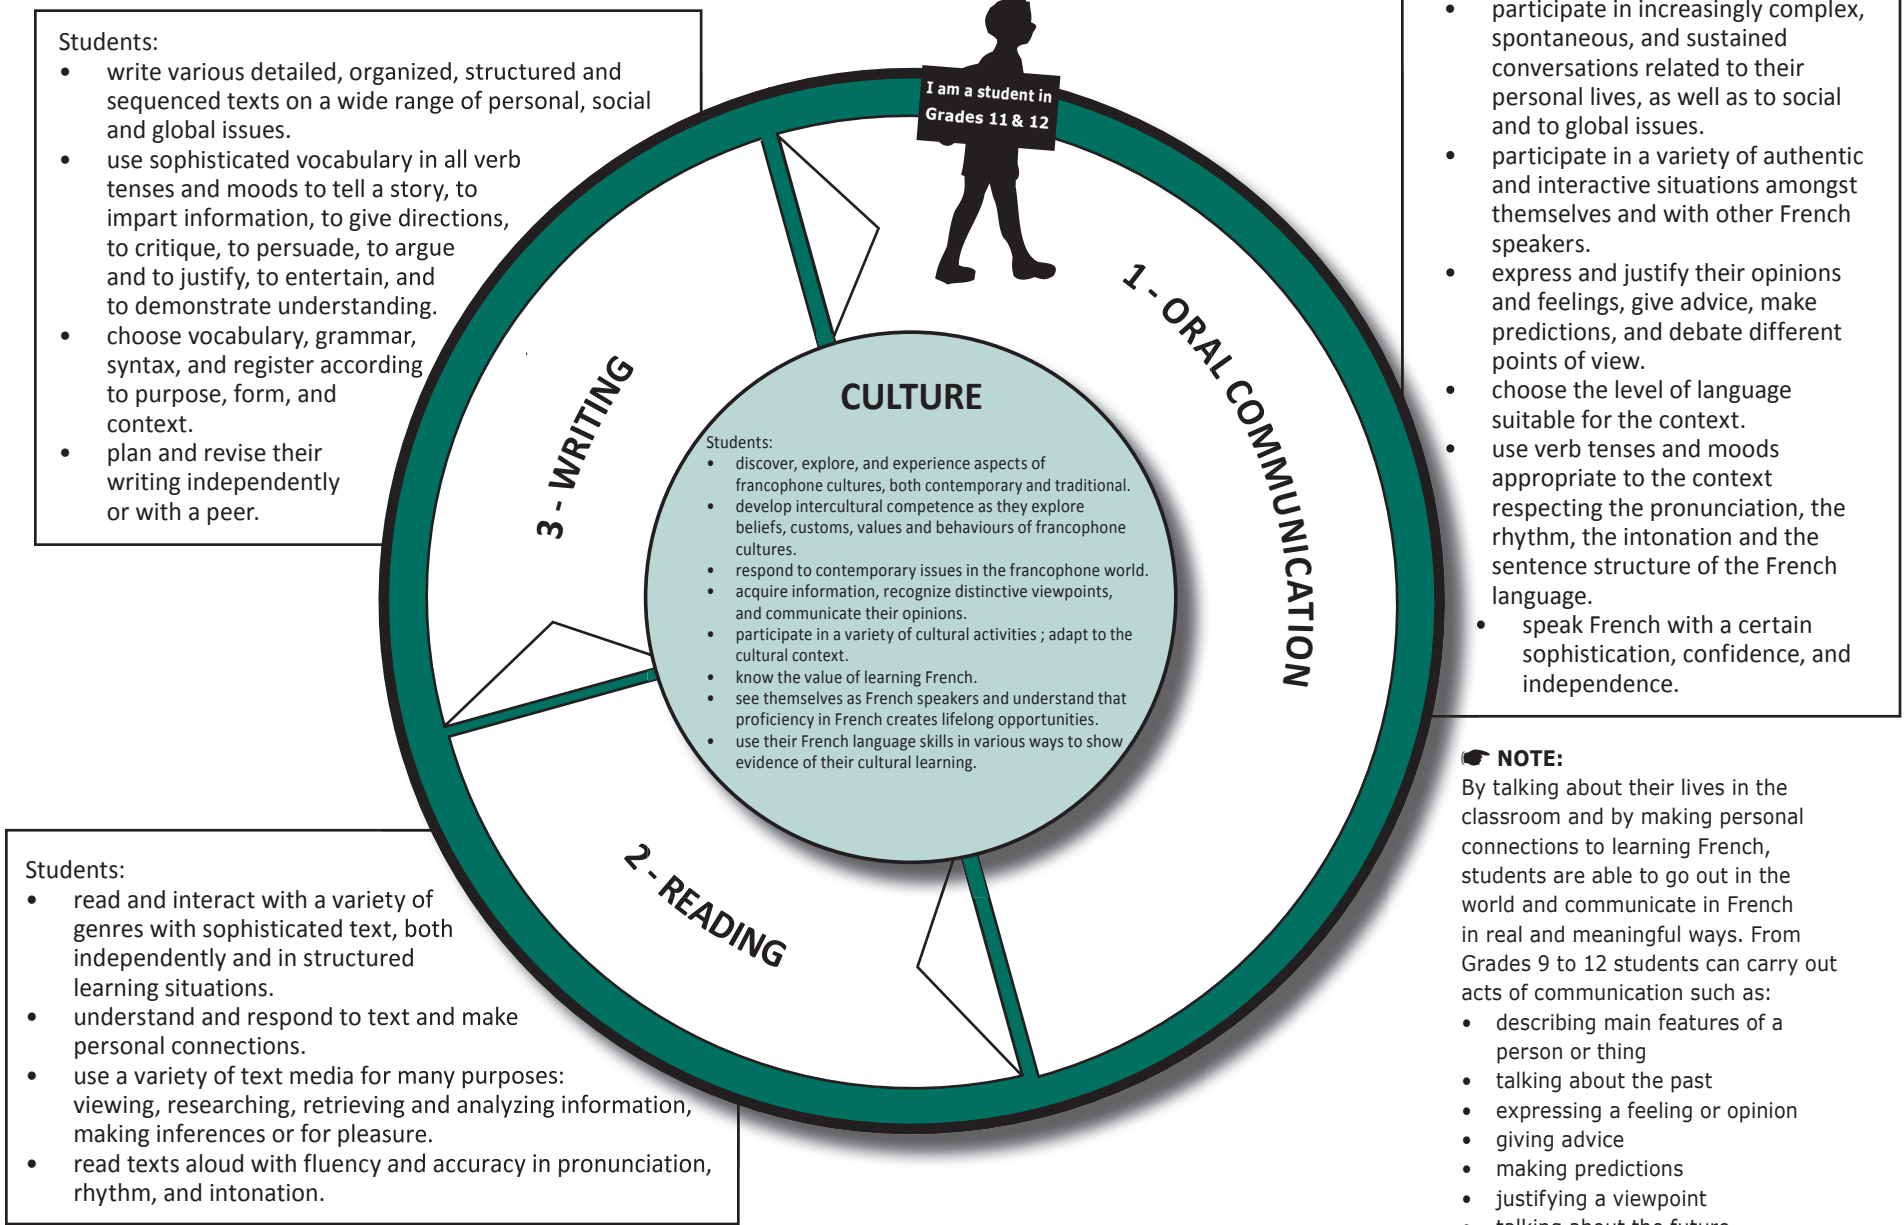 Students:
• write various detailed, organized, structured and
sequenced texts on a wide range of personal, social
and global issues.
• use sophisticated vocabulary in all verb
tenses and moods to tell a story, to
impart information, to give directions,
to critique, to persuade, to argue
and to justify, to entertain, and
to demonstrate understanding.
• choose vocabulary, grammar,
syntax, and register according
to purpose, form, and
context.
• plan and revise their
writing independently
or with a peer.
I am a student in
Grades 11 & 12
• participate in increasingly complex,
spontaneous, and sustained
conversations related to their
personal lives, as well as to social
and to global issues.
• participate in a variety of authentic
and interactive situations amongst
themselves and with other French
speakers.
• express and justify their opinions
and feelings, give advice, make
predictions, and debate different
points of view.
• choose the level of language
suitable for the context.
• use verb tenses and moods
appropriate to the context
respecting the pronunciation, the
rhythm, the intonation and the
sentence structure of the French
language.
• speak French with a certain
sophistication, confidence, and
independence.
1 - ORAL COMMUNICATION
3 - WRITING
CULTURE
Students:
• discover, explore, and experience aspects of
francophone cultures, both contemporary and traditional.
• develop intercultural competence as they explore
beliefs, customs, values and behaviours of francophone
cultures.
• respond to contemporary issues in the francophone world.
• acquire information, recognize distinctive viewpoints,
and communicate their opinions.
• participate in a variety of cultural activities ; adapt to the
cultural context.
• know the value of learning French.
• see themselves as French speakers and understand that
proficiency in French creates lifelong opportunities.
• use their French language skills in various ways to show
evidence of their cultural learning.
2 - READING
Students:
• read and interact with a variety of
genres with sophisticated text, both
independently and in structured
learning situations.
• understand and respond to text and make
personal connections.
• use a variety of text media for many purposes:
viewing, researching, retrieving and analyzing information,
making inferences or for pleasure.
• read texts aloud with fluency and accuracy in pronunciation,
rhythm, and intonation.
☛ NOTE:
By talking about their lives in the
classroom and by making personal
connections to learning French,
students are able to go out in the
world and communicate in French
in real and meaningful ways. From
Grades 9 to 12 students can carry out
acts of communication such as:
• describing main features of a
person or thing
• talking about the past
• expressing a feeling or opinion
• giving advice
• making predictions
• justifying a viewpoint
• talking about the future